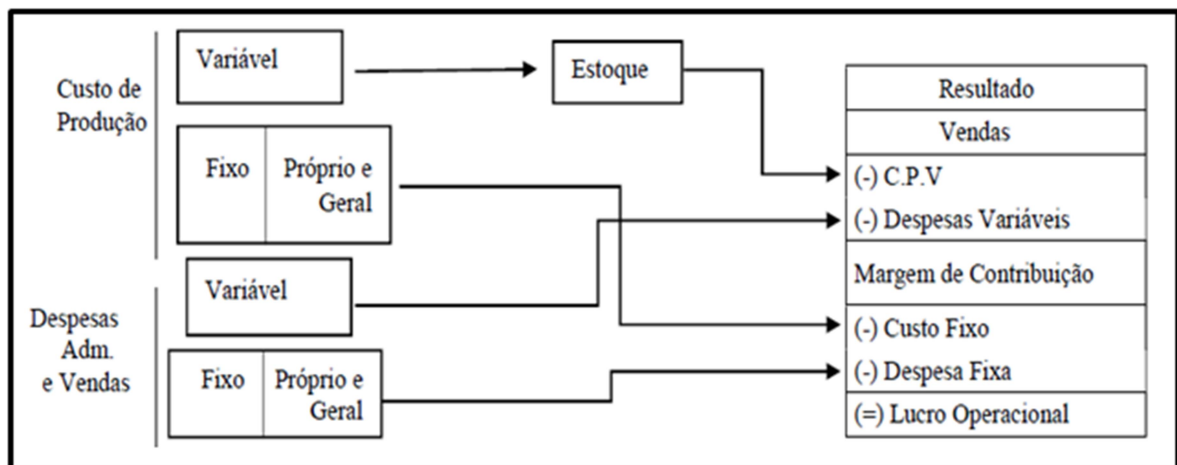 Custo de
Produção
Variável
Estoque
Fixo
Próprio e
Geral
Despesas
Adm.
e Vendas
Variável
Fixo
Próprio e
Geral
Resultado
Vendas
(-) C.P.V
(-) Despesas Variáveis
Margem de Contribuição
(-) Custo Fixo
(-) Despesa Fixa
(=) Lucro Operacional